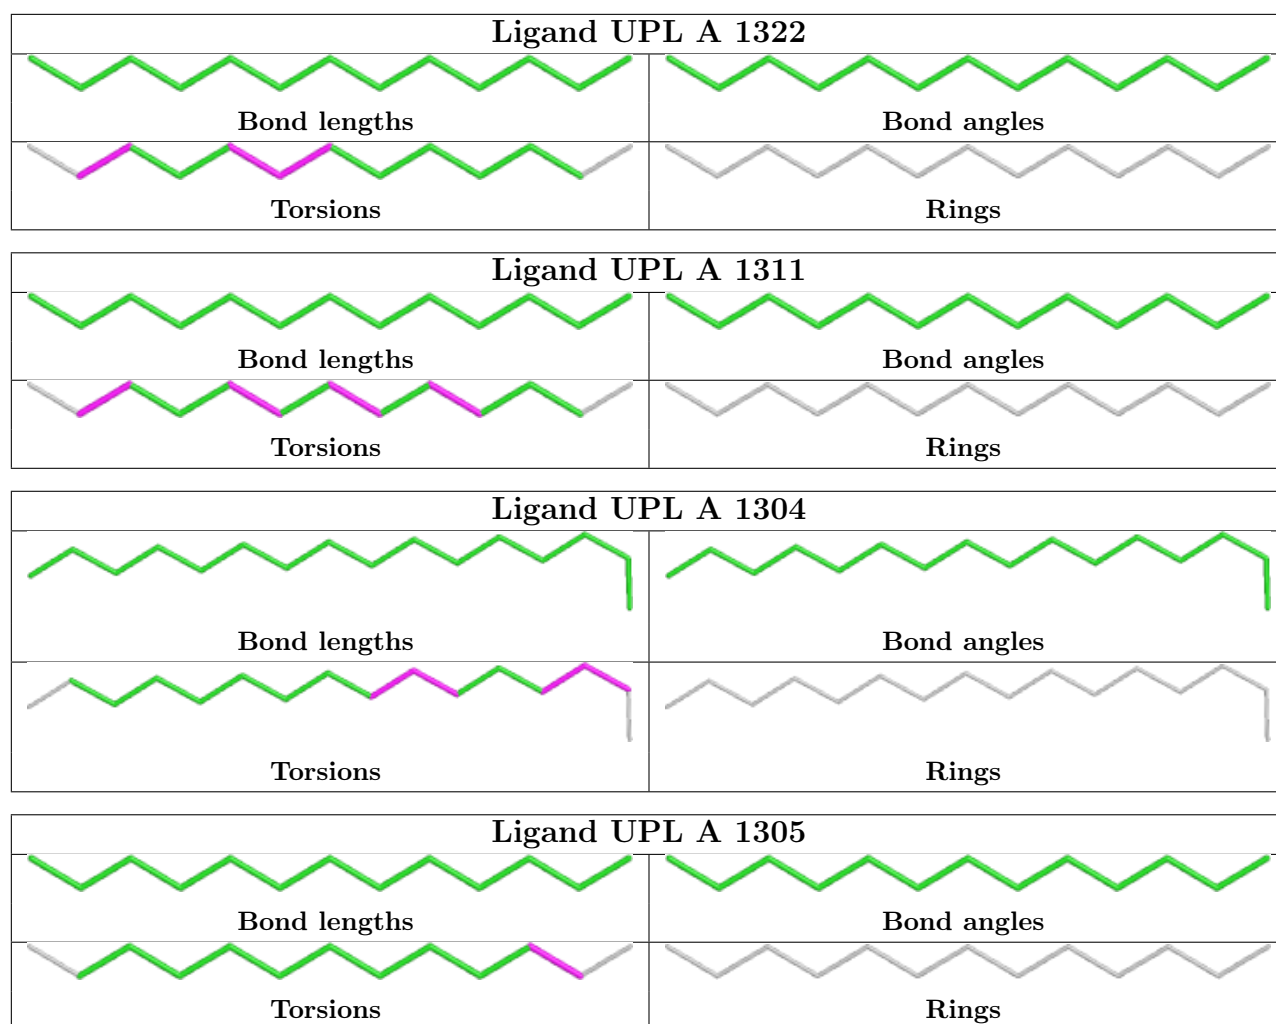 Ligand UPL A 1322
Bond lengths Bond angles
Torsions Rings
Ligand UPL A 1311
Bond lengths Bond angles
Torsions Rings
Ligand UPL A 1304
Bond lengths Bond angles
Torsions Rings
Ligand UPL A 1305
Bond lengths Bond angles
Torsions Rings